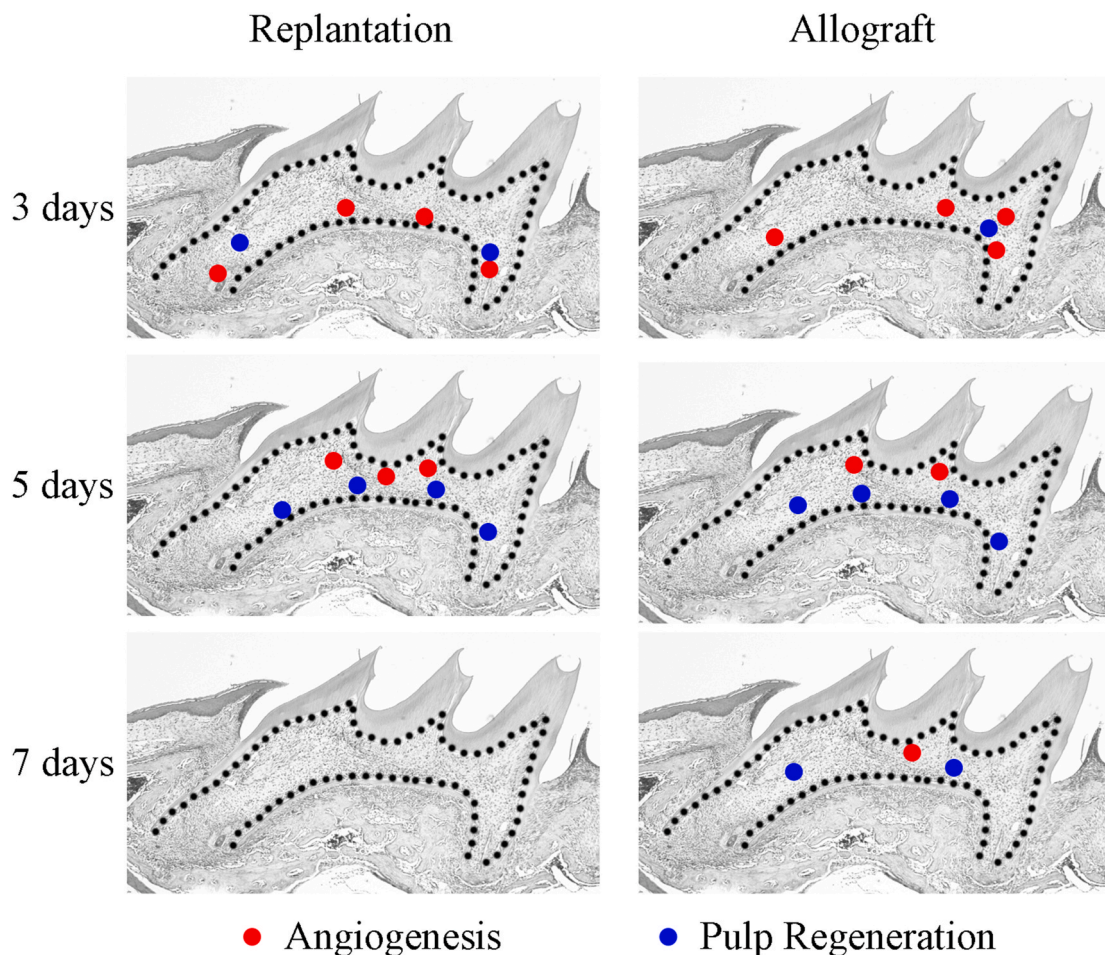 Replantation Allograft
3 days
5 days
7 days
Angiogenesis Pulp Regeneration